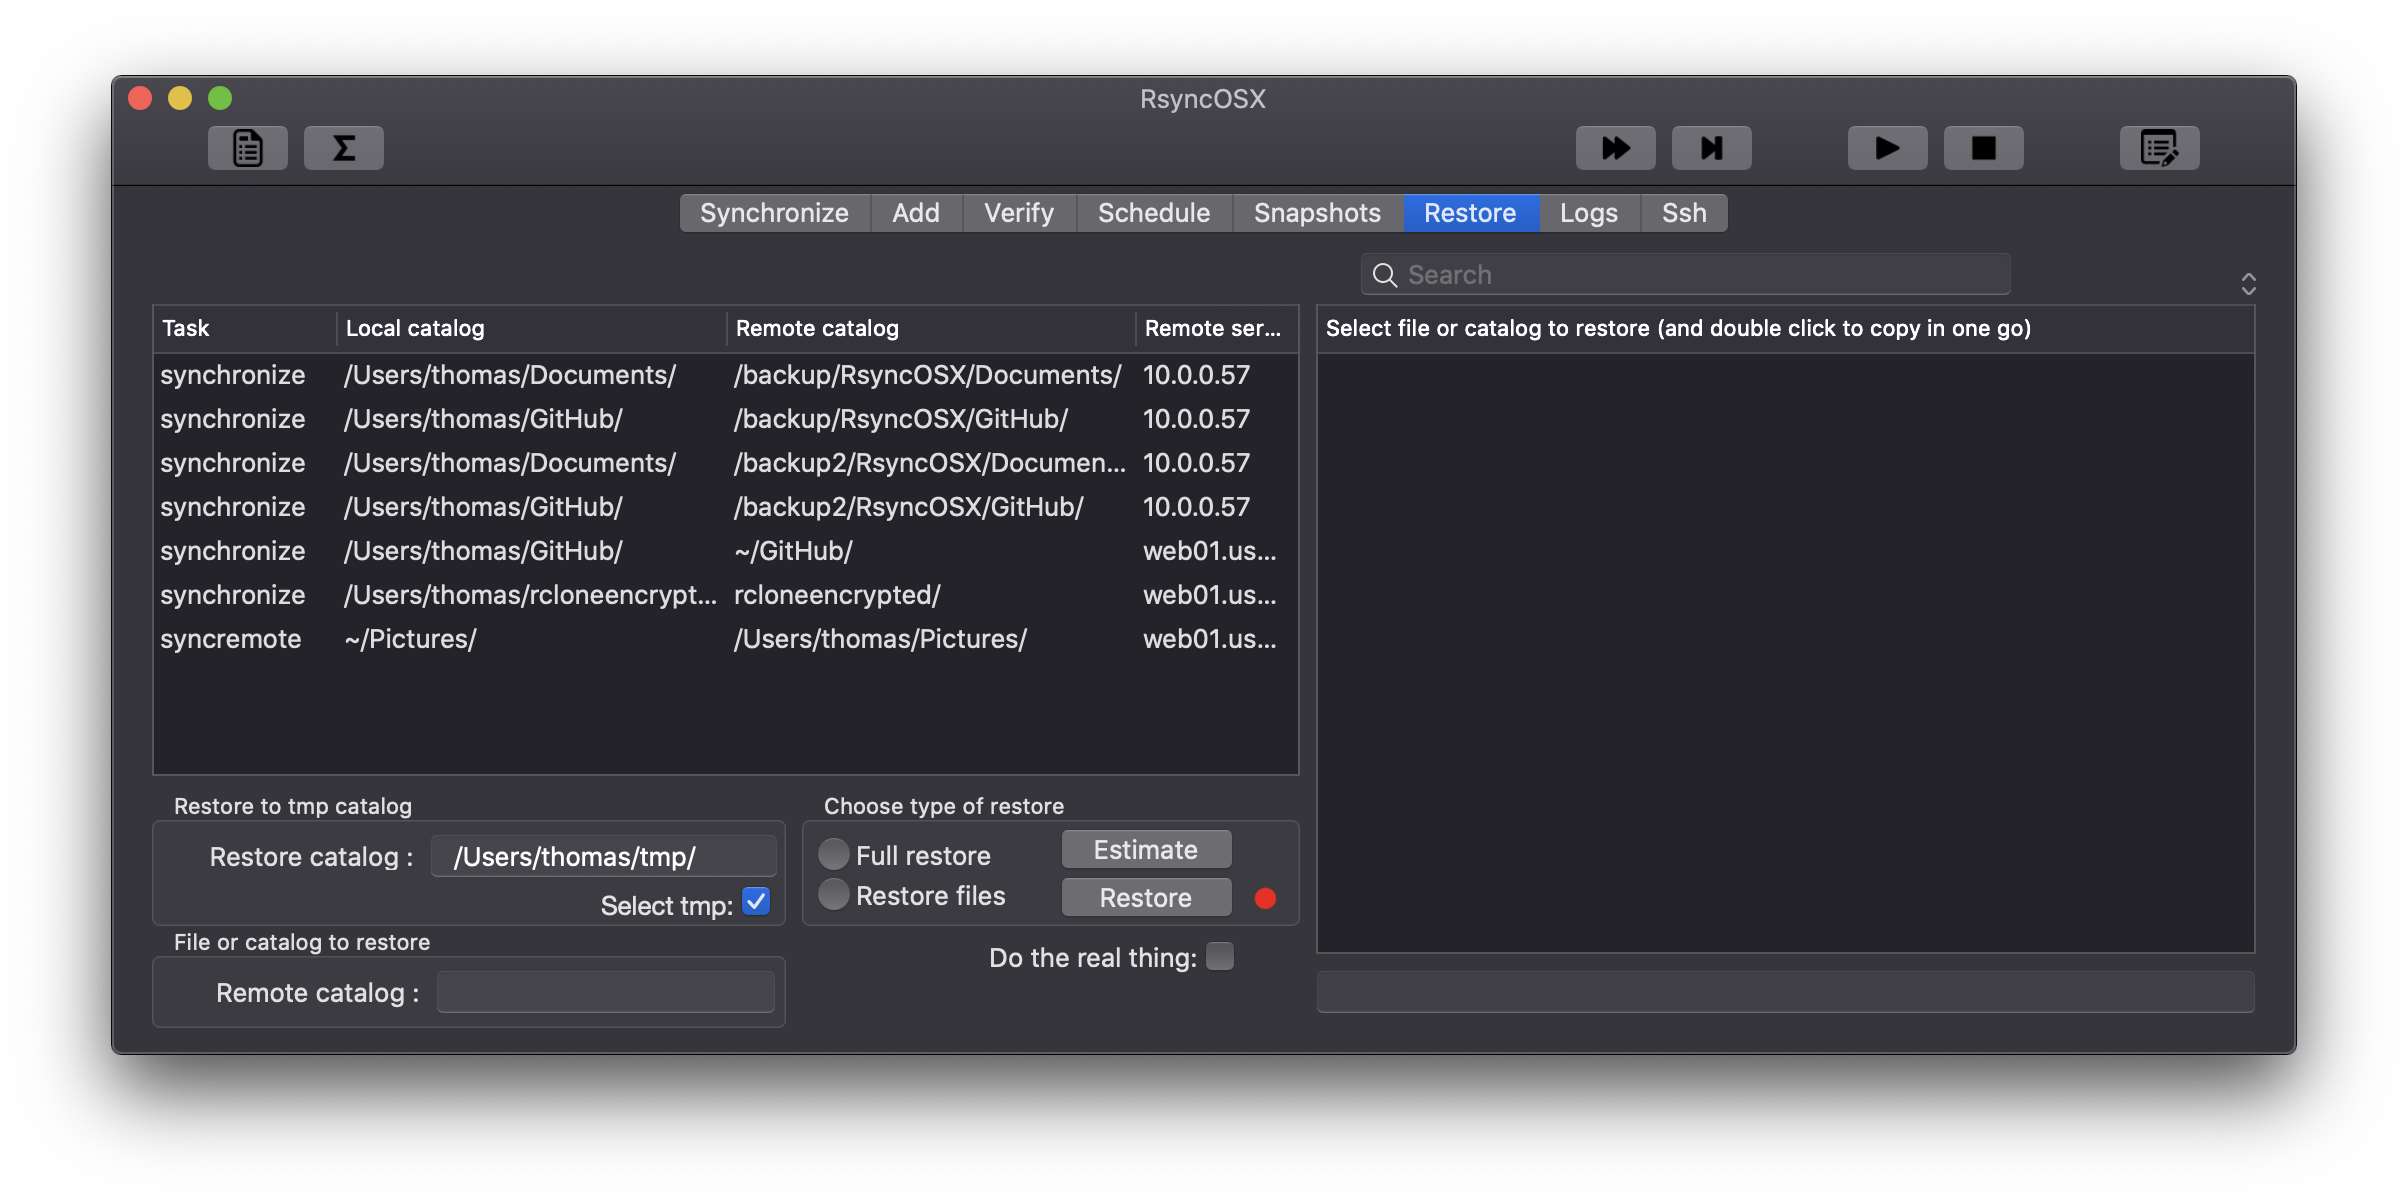 RsyncOSX
Synchronize Add Verify Schedule Snapshots Restore Logs Ssh
Search
Task Local catalog Remote catalog Remote ser...
synchronize /Users/thomas/Documents/ /backup/RsyncOSX/Documents/ 10.0.0.57
synchronize /Users/thomas/GitHub/ /backup/RsyncOSX/GitHub/ 10.0.0.57
synchronize /Users/thomas/Documents/ /backup2/RsyncOSX/Documen... 10.0.0.57
synchronize /Users/thomas/GitHub/ /backup2/RsyncOSX/GitHub/ 10.0.0.57
synchronize /Users/thomas/GitHub/ ~/GitHub/ web01.us...
synchronize /Users/thomas/rcloneencrypt... rcloneencrypted/ web01.us...
syncremote ~/Pictures/ /Users/thomas/Pictures/ web01.us...
Select file or catalog to restore (and double click to copy in one go)
Restore to tmp catalog
Restore catalog : /Users/thomas/tmp/
Select tmp:
Choose type of restore
Full restore Estimate
Restore files Restore
Do the real thing:
File or catalog to restore
Remote catalog :